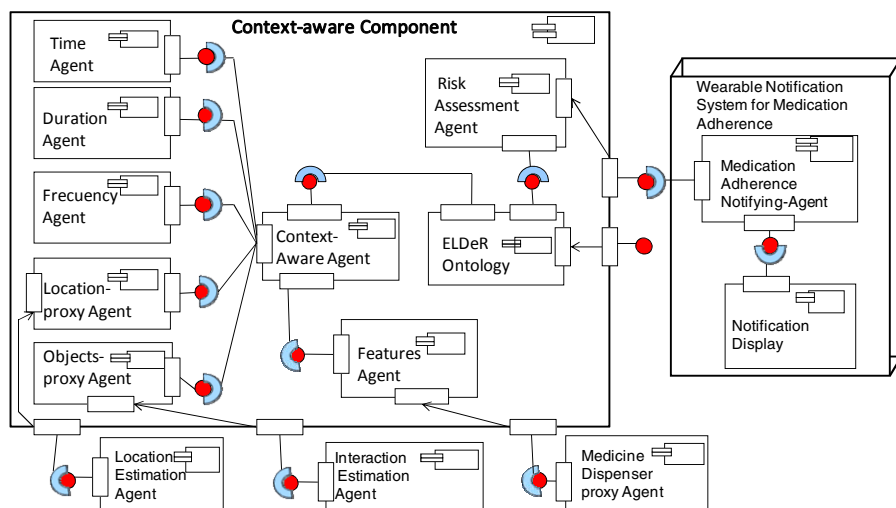 Context-aware Component
Time
Agent
Duration
Agent
Frecuency
Agent
Location-
proxy Agent
Objects-
proxy Agent
Context-
Aware Agent
Features
Agent
Risk
Assessment
Agent
ELDeR
Ontology
Wearable Notification
System for Medication
Adherence
Medication
Adherence
Notifying-Agent
Notification
Display
Location
Estimation
Agent
Interaction
Estimation
Agent
Medicine
Dispenser
proxy Agent